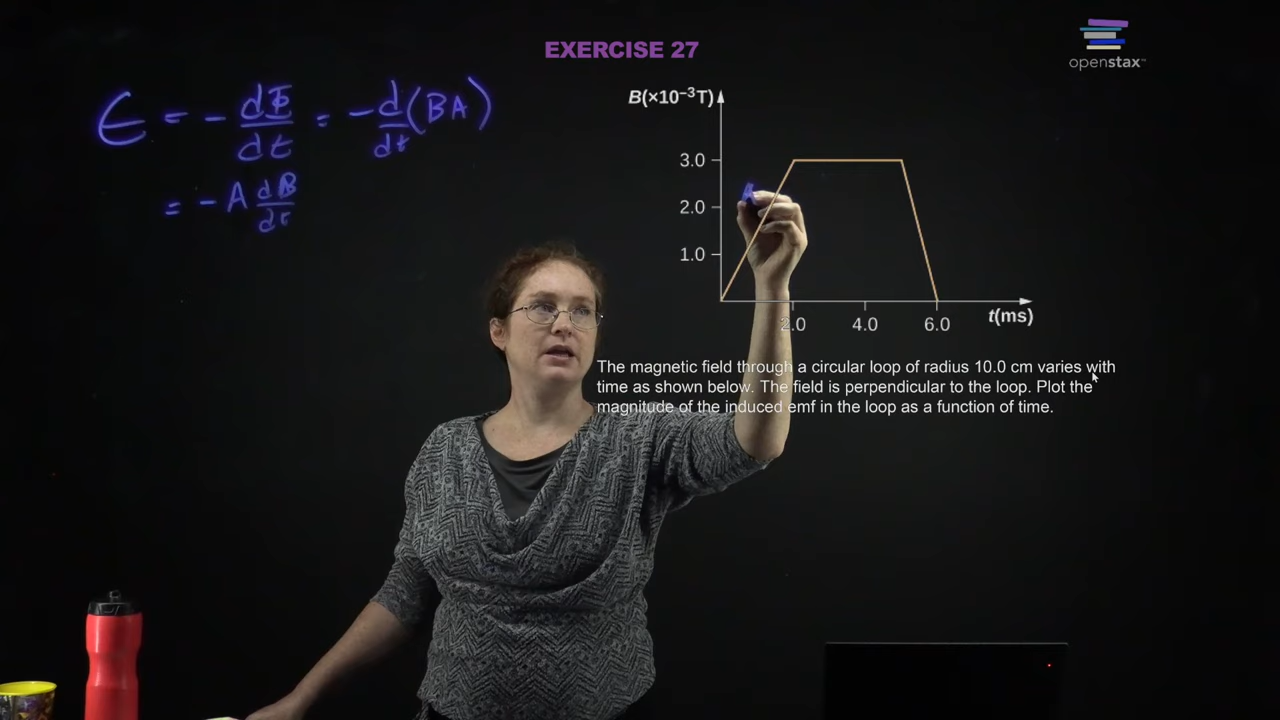 EXERCISE 27
openstax™
Ɛ = - dΦ/dt = - d/dt (BA)
= - A dB/dt
B(×10⁻³T)
3.0
2.0
1.0
A
2.0 4.0 6.0 t(ms)
The magnetic field through a circular loop of radius 10.0 cm varies with
time as shown below. The field is perpendicular to the loop. Plot the
magnitude of the induced emf in the loop as a function of time.